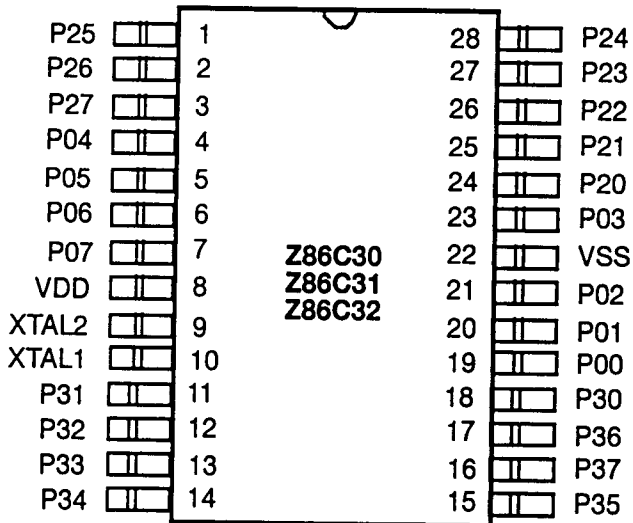 P25 1 28 P24
P26 2 27 P23
P27 3 26 P22
P04 4 25 P21
P05 5 24 P20
P06 6 23 P03
P07 7 Z86C30 22 VSS
VDD 8 Z86C31 21 P02
XTAL2 9 Z86C32 20 P01
XTAL1 10 19 P00
P31 11 18 P30
P32 12 17 P36
P33 13 16 P37
P34 14 15 P35